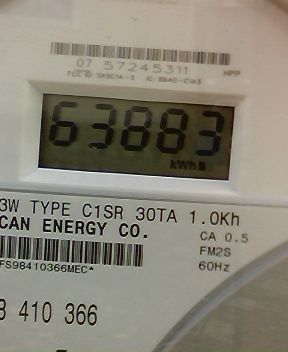 07 57245311
NPP
63883
kWh
3W TYPE C1SR 30TA 1.0Kh
CAN ENERGY CO.
CA 0.5
FM2S
60Hz
FS98410366MEC*
410 366